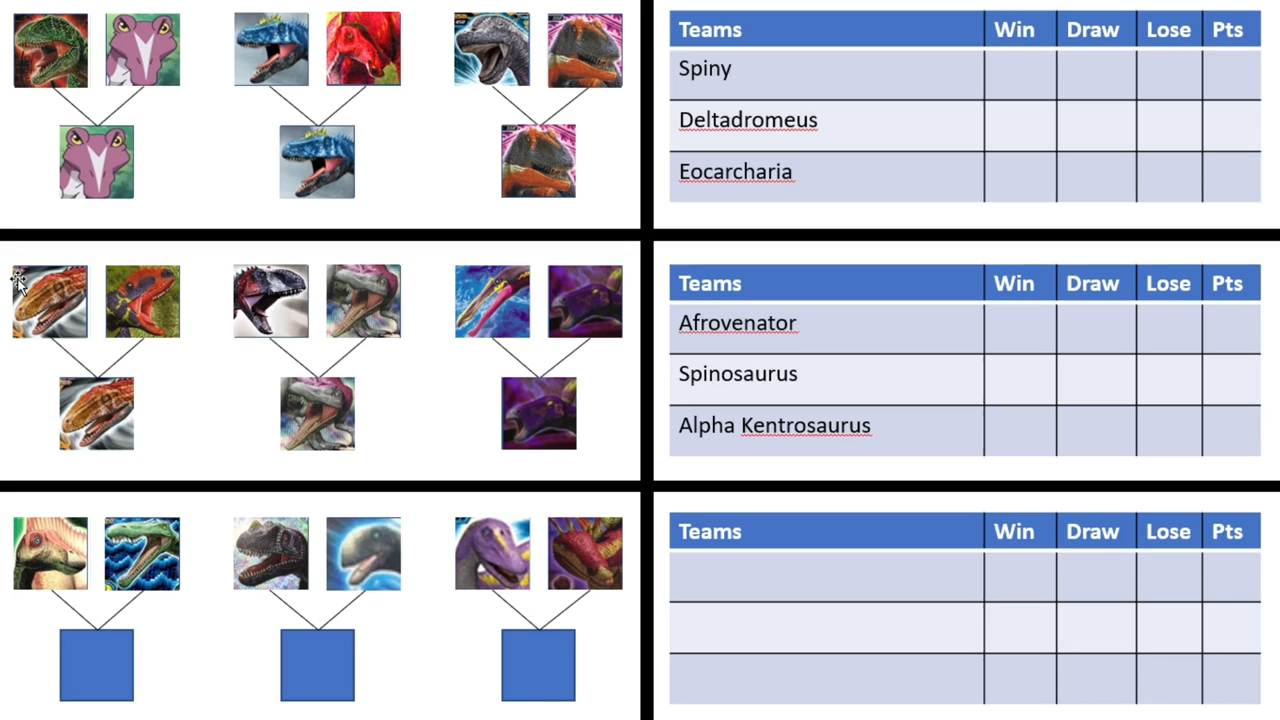 Teams Win Draw Lose Pts
Spiny
Deltadromeus
Eocarcharia
Teams Win Draw Lose Pts
Afrovenator
Spinosaurus
Alpha Kentrosaurus
Teams Win Draw Lose Pts